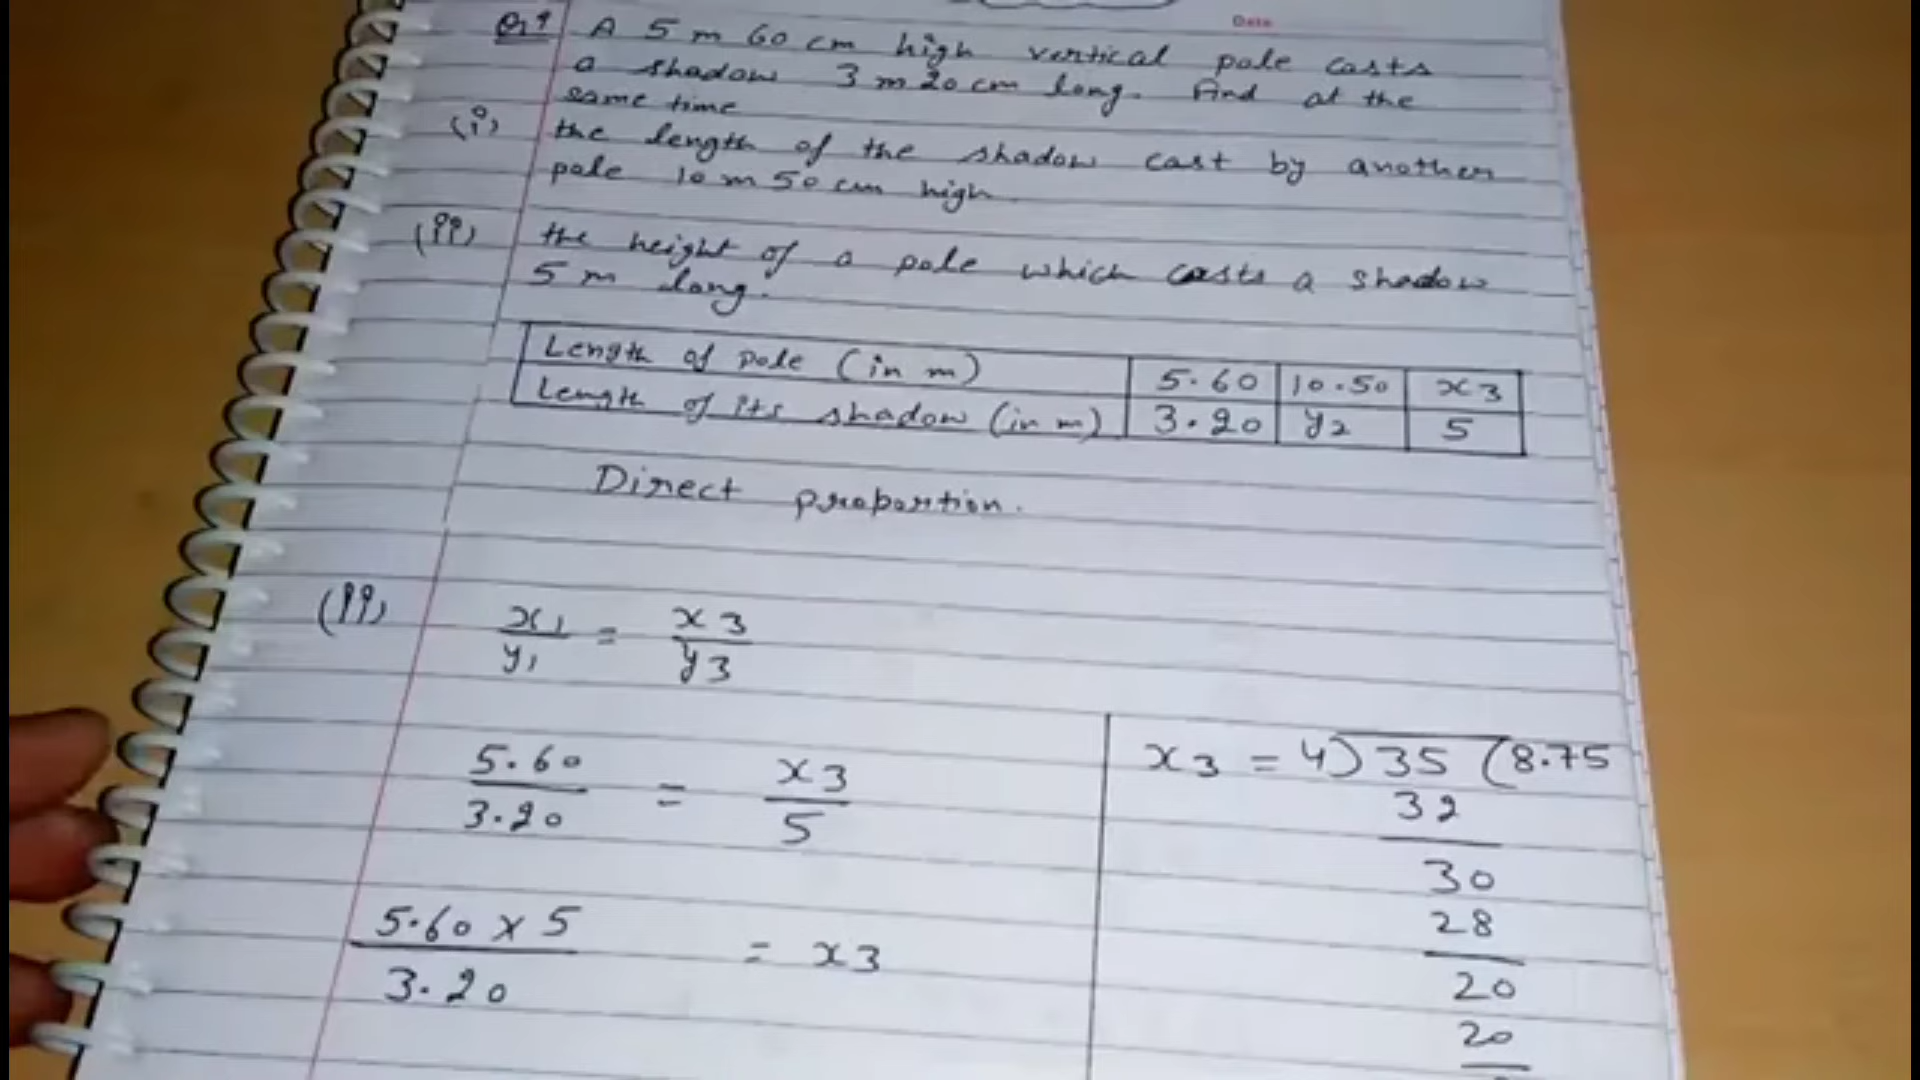 Date
Q.9 A 5 m 60 cm high vertical pole casts
a shadow 3 m 20 cm long. Find at the
same time
(i) the length of the shadow cast by another
pole 10 m 50 cm high
(ii) the height of a pole which casts a shadow
5 m long.
Length of pole (in m) 5.60 10.50 x3
Length of its shadow (in m) 3.20 y2 5
Direct proportion.
(ii) x1/y1 = x3/y3
5.60/3.20 = x3/5
5.60 x 5/3.20 = x3
x3 = 4)35(8.75
32
30
28
20
20